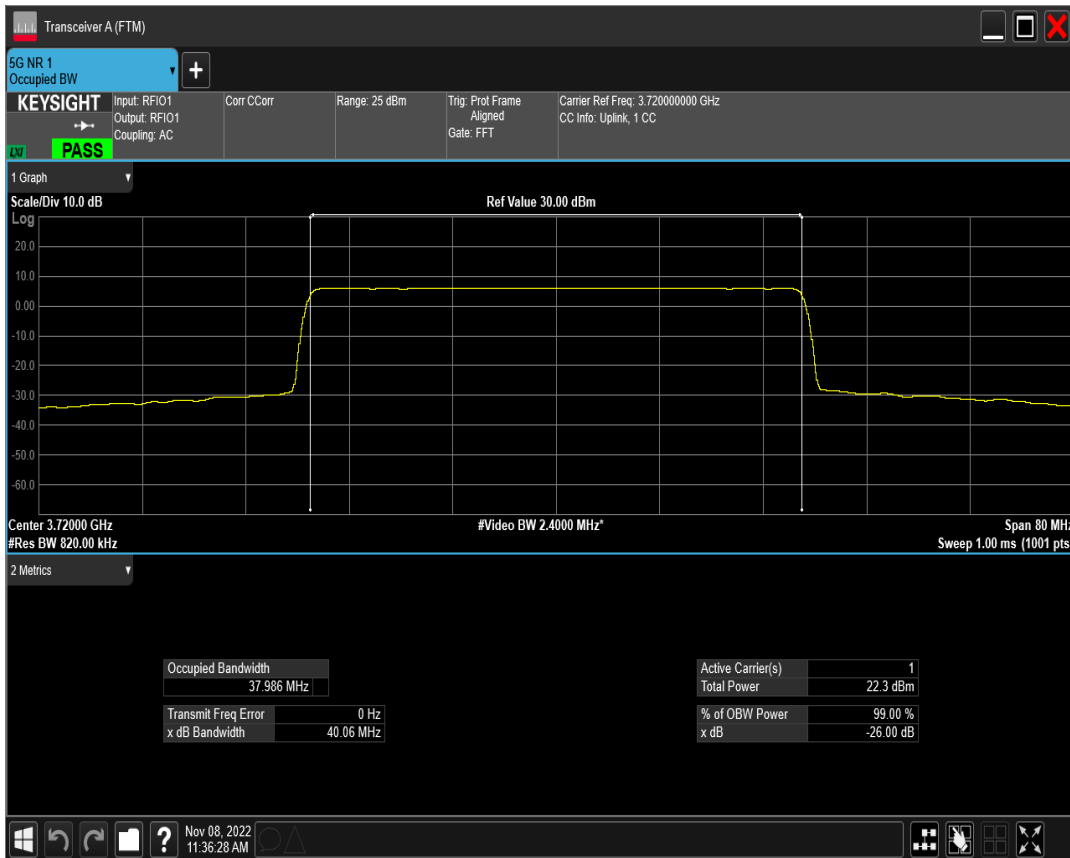 Transceiver A (FTM)
5G NR 1
Occupied BW
+
KEYSIGHT
LXI
PASS
Input: RFIO1
Output: RFIO1
Coupling: AC
Corr CCorr
Range: 25 dBm
Trig: Prot Frame
Aligned
Gate: FFT
Carrier Ref Freq: 3.720000000 GHz
CC Info: Uplink, 1 CC
1 Graph
Scale/Div 10.0 dB
Ref Value 30.00 dBm
Log
20.0
10.0
0.00
-10.0
-20.0
-30.0
-40.0
-50.0
-60.0
Center 3.72000 GHz
#Video BW 2.4000 MHz*
Span 80 MHz
#Res BW 820.00 kHz
Sweep 1.00 ms (1001 pts
2 Metrics
Occupied Bandwidth
37.986 MHz
Transmit Freq Error 0 Hz
x dB Bandwidth 40.06 MHz
Active Carrier(s) 1
Total Power 22.3 dBm
% of OBW Power 99.00 %
x dB -26.00 dB
?
Nov 08, 2022
11:36:28 AM